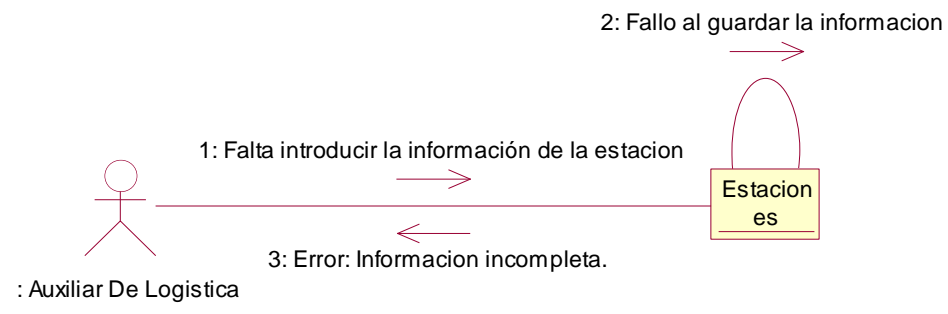 2: Fallo al guardar la informacion
1: Falta introducir la información de la estacion
Estacion
es
3: Error: Informacion incompleta.
: Auxiliar De Logistica